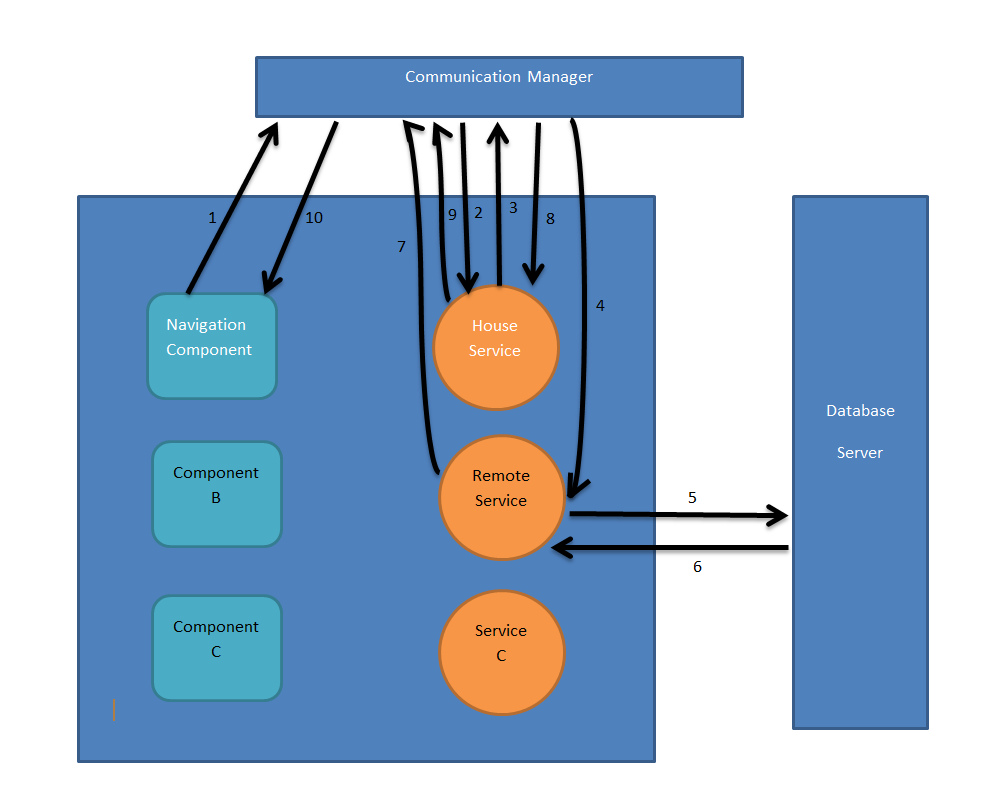 Communication Manager
1
10
9
2
3
8
7
4
Navigation
Component
House
Service
Database
Server
Component
B
Remote
Service
5
6
Component
C
Service
C